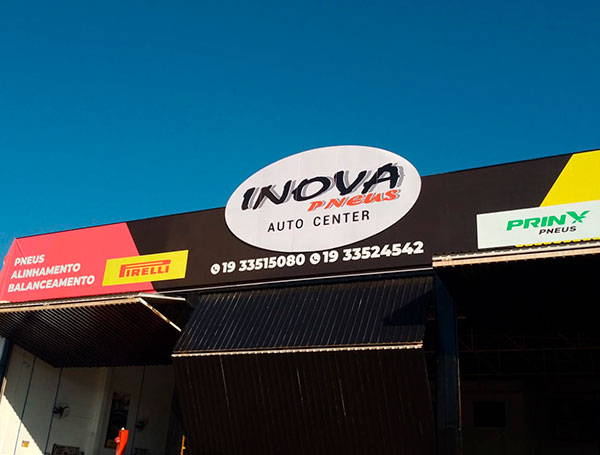 INOVA
PNEUS
AUTO CENTER
PNEUS
ALINHAMENTO
BALANCEAMENTO
PIRELLI
19 33515080 19 33524542
PRINX
PNEUS